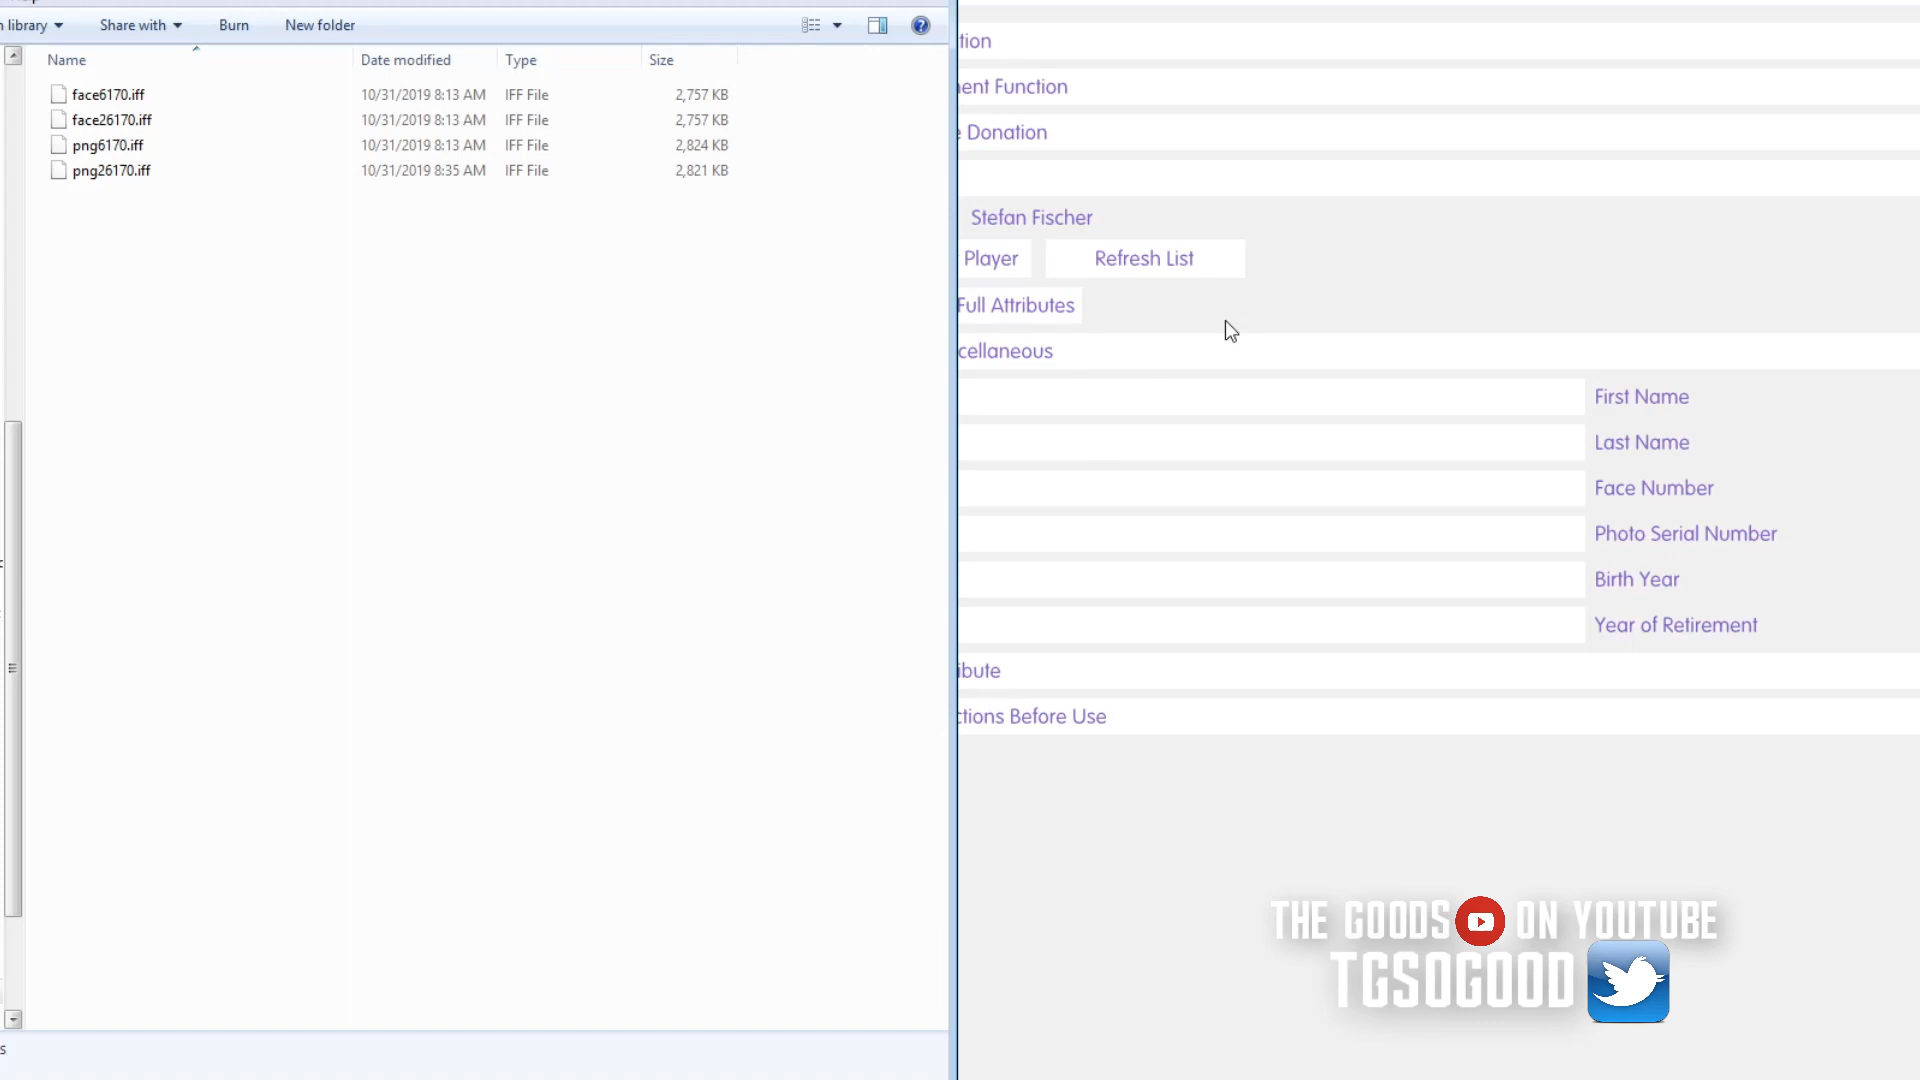 library
Share with
Burn
New folder
Name
Date modified
Type
Size
face6170.iff
10/31/2019 8:13 AM
IFF File
2,757 KB
face26170.iff
10/31/2019 8:13 AM
IFF File
2,757 KB
png6170.iff
10/31/2019 8:13 AM
IFF File
2,824 KB
png26170.iff
10/31/2019 8:35 AM
IFF File
2,821 KB
tion
ent Function
e Donation
Stefan Fischer
Player
Refresh List
Full Attributes
cellaneous
First Name
Last Name
Face Number
Photo Serial Number
Birth Year
Year of Retirement
ibute
ctions Before Use
THE GOODS ON YOUTUBE
TGSOGOOD